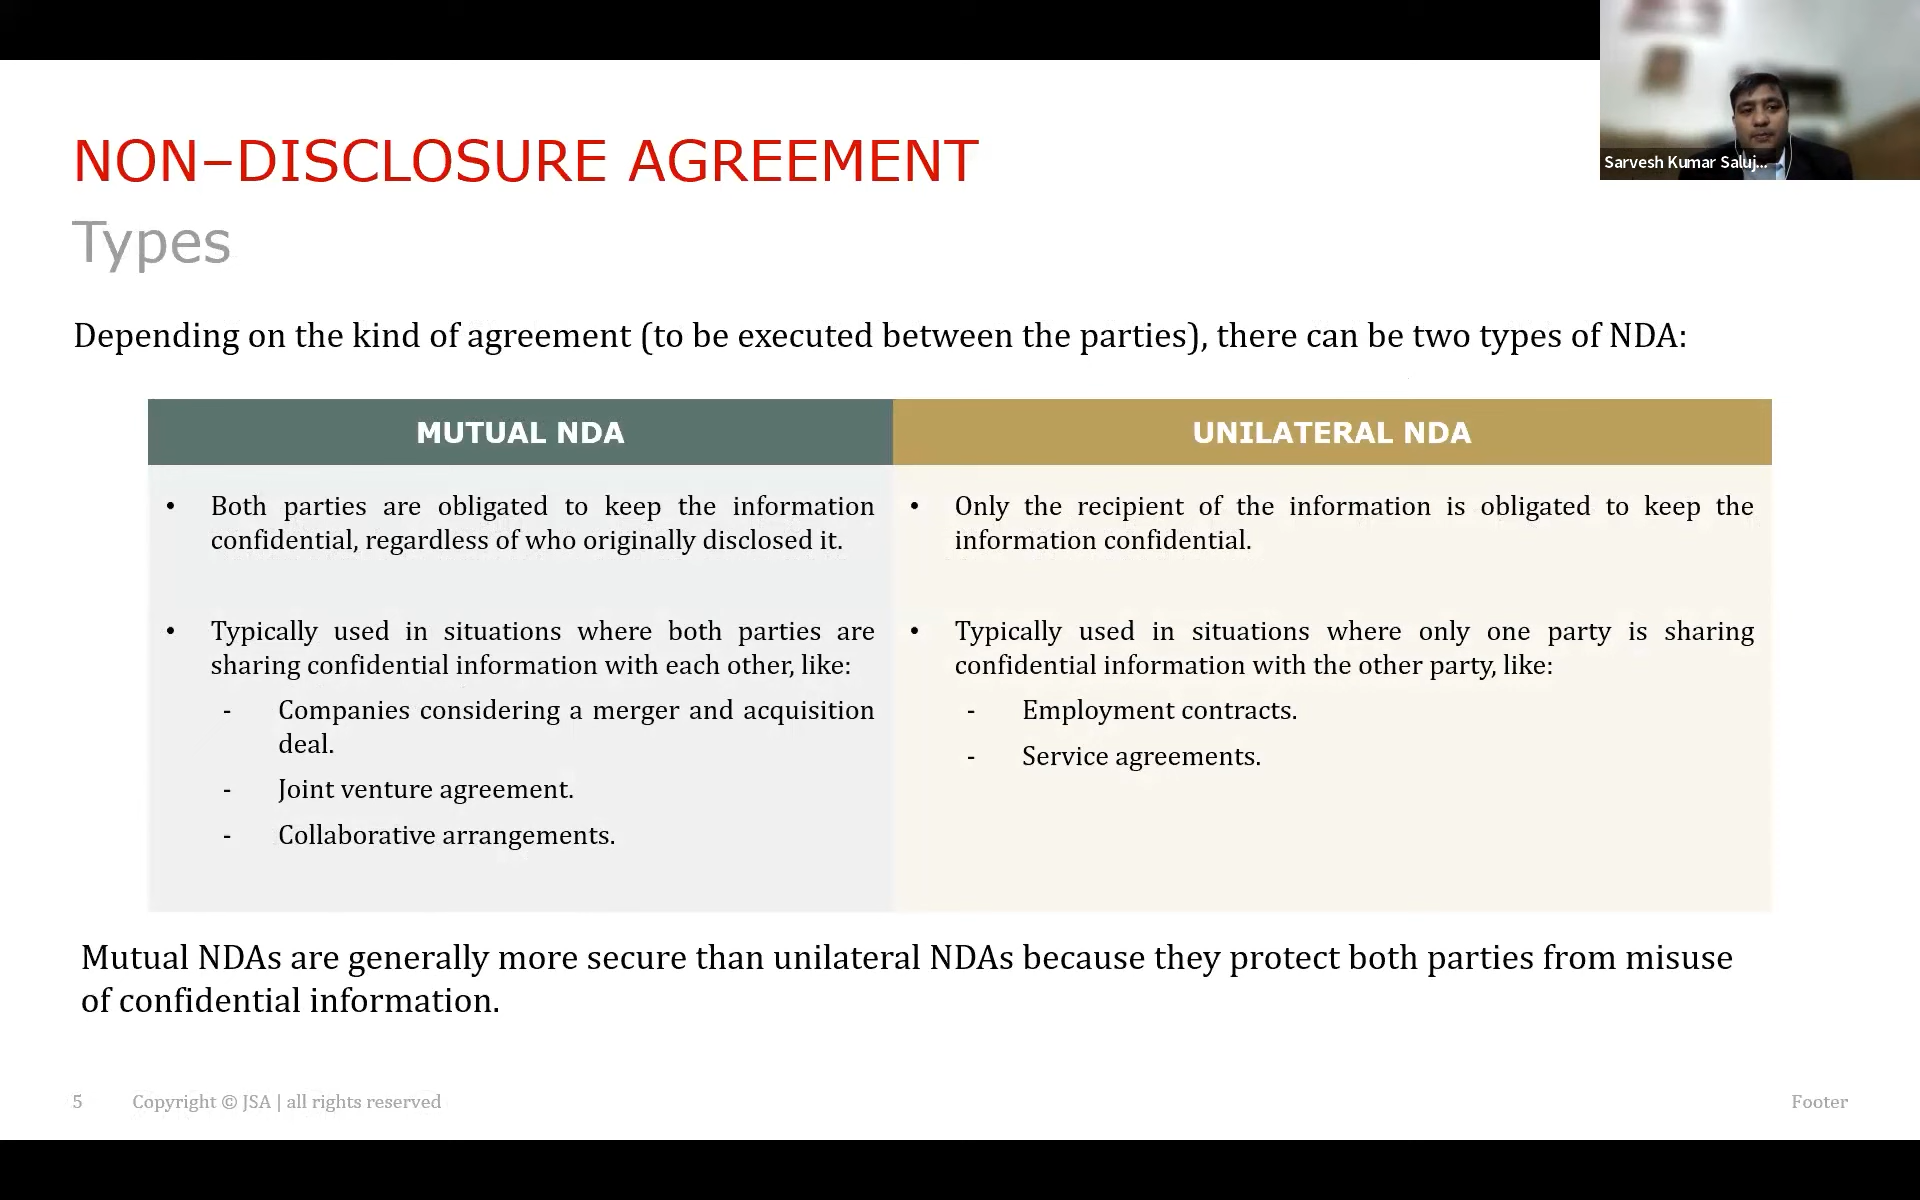 Sarvesh Kumar Saluj...
NON–DISCLOSURE AGREEMENT
Types
Depending on the kind of agreement (to be executed between the parties), there can be two types of NDA:
MUTUAL NDA
• Both parties are obligated to keep the information
confidential, regardless of who originally disclosed it.
• Typically used in situations where both parties are
sharing confidential information with each other, like:
- Companies considering a merger and acquisition
deal.
- Joint venture agreement.
- Collaborative arrangements.
UNILATERAL NDA
• Only the recipient of the information is obligated to keep the
information confidential.
• Typically used in situations where only one party is sharing
confidential information with the other party, like:
- Employment contracts.
- Service agreements.
Mutual NDAs are generally more secure than unilateral NDAs because they protect both parties from misuse
of confidential information.
5 Copyright © JSA | all rights reserved
Footer